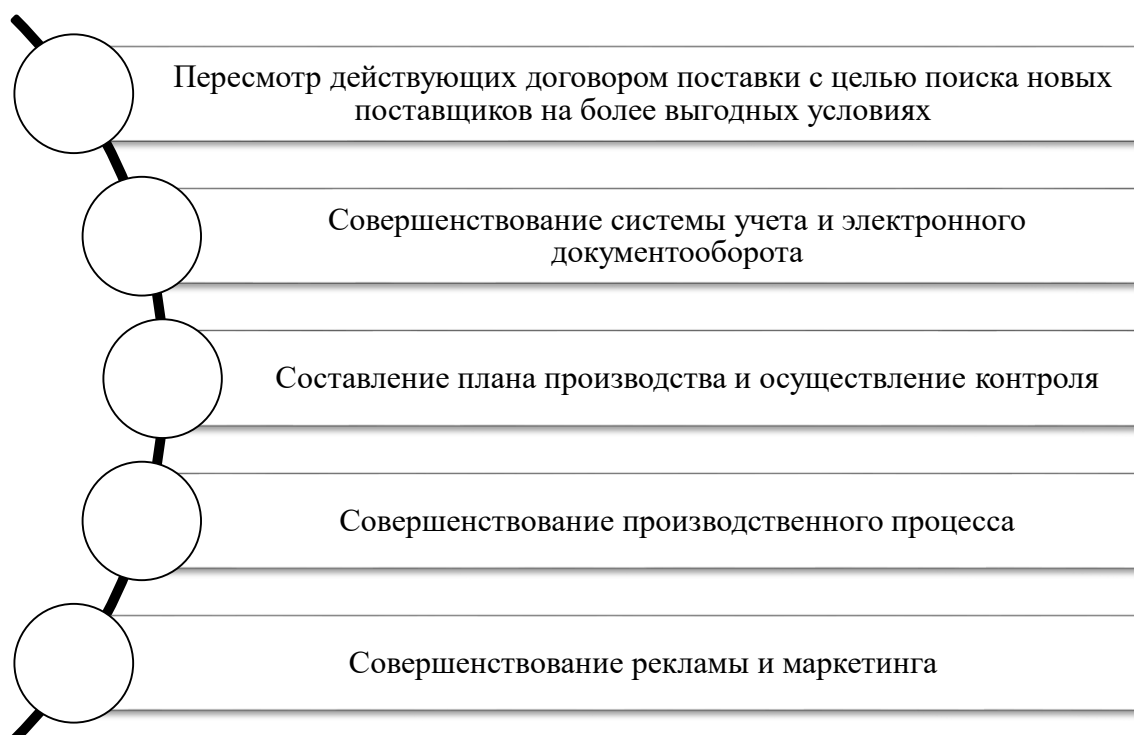 Пересмотр действующих договором поставки с целью поиска новых
поставщиков на более выгодных условиях
Совершенствование системы учета и электронного
документооборота
Составление плана производства и осуществление контроля
Совершенствование производственного процесса
Совершенствование рекламы и маркетинга